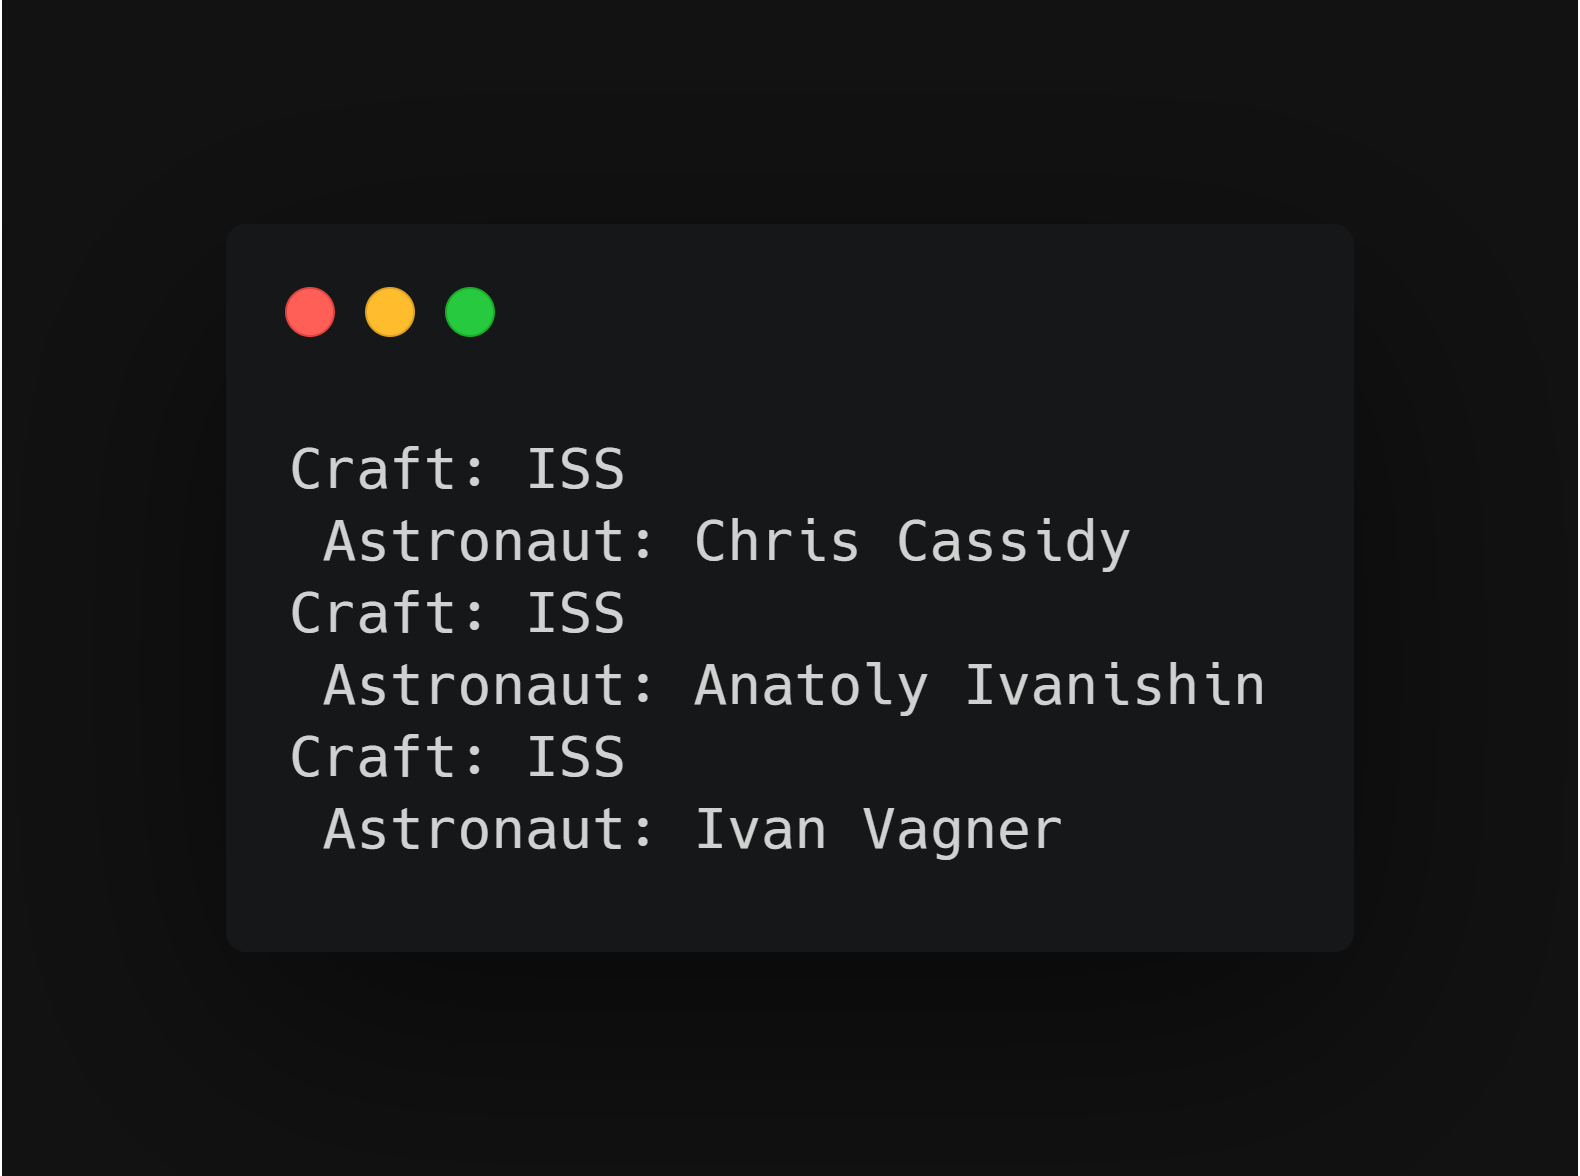 Craft: ISS
 Astronaut: Chris Cassidy
Craft: ISS
 Astronaut: Anatoly Ivanishin
Craft: ISS
 Astronaut: Ivan Vagner